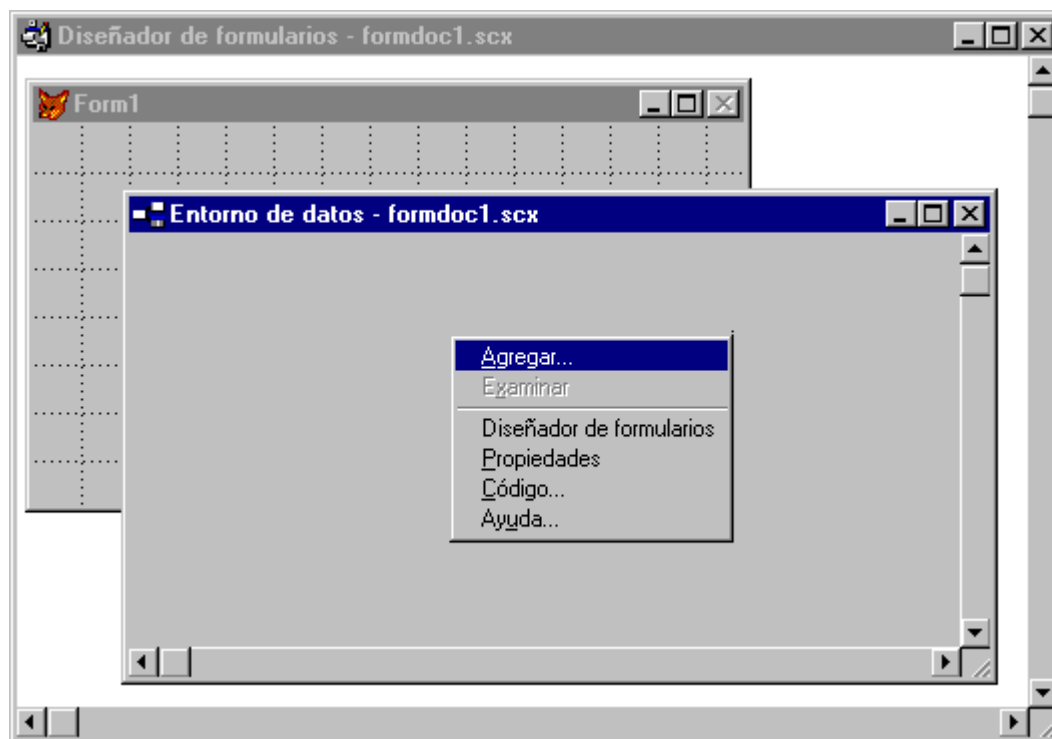 Diseñador de formularios - formdoc1.scx
Form1
Entorno de datos - formdoc1.scx
Agregar...
Examinar
Diseñador de formularios
Propiedades
Código...
Ayuda...